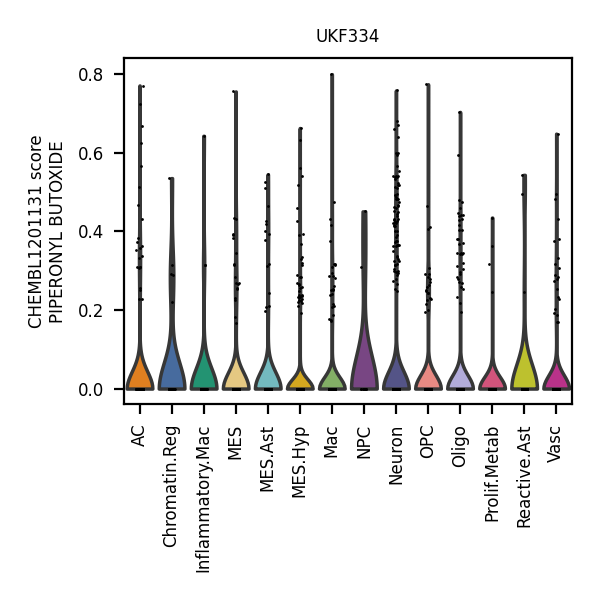 UKF334
CHEMBL1201131 score
PIPERONYL BUTOXIDE
0.8
0.6
0.4
0.2
0.0
AC
Chromatin.Reg
Inflammatory.Mac
MES
MES.Ast
MES.Hyp
Mac
NPC
Neuron
OPC
Oligo
Prolif.Metab
Reactive.Ast
Vasc